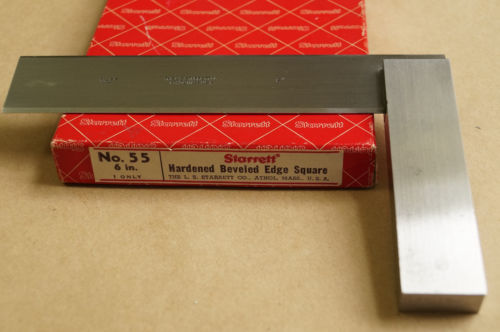 Starrett
No. 55
6 in.
1 ONLY
Starrett
Hardened Beveled Edge Square
THE L. S. STARRETT CO., ATHOL, MASS., U.S.A.